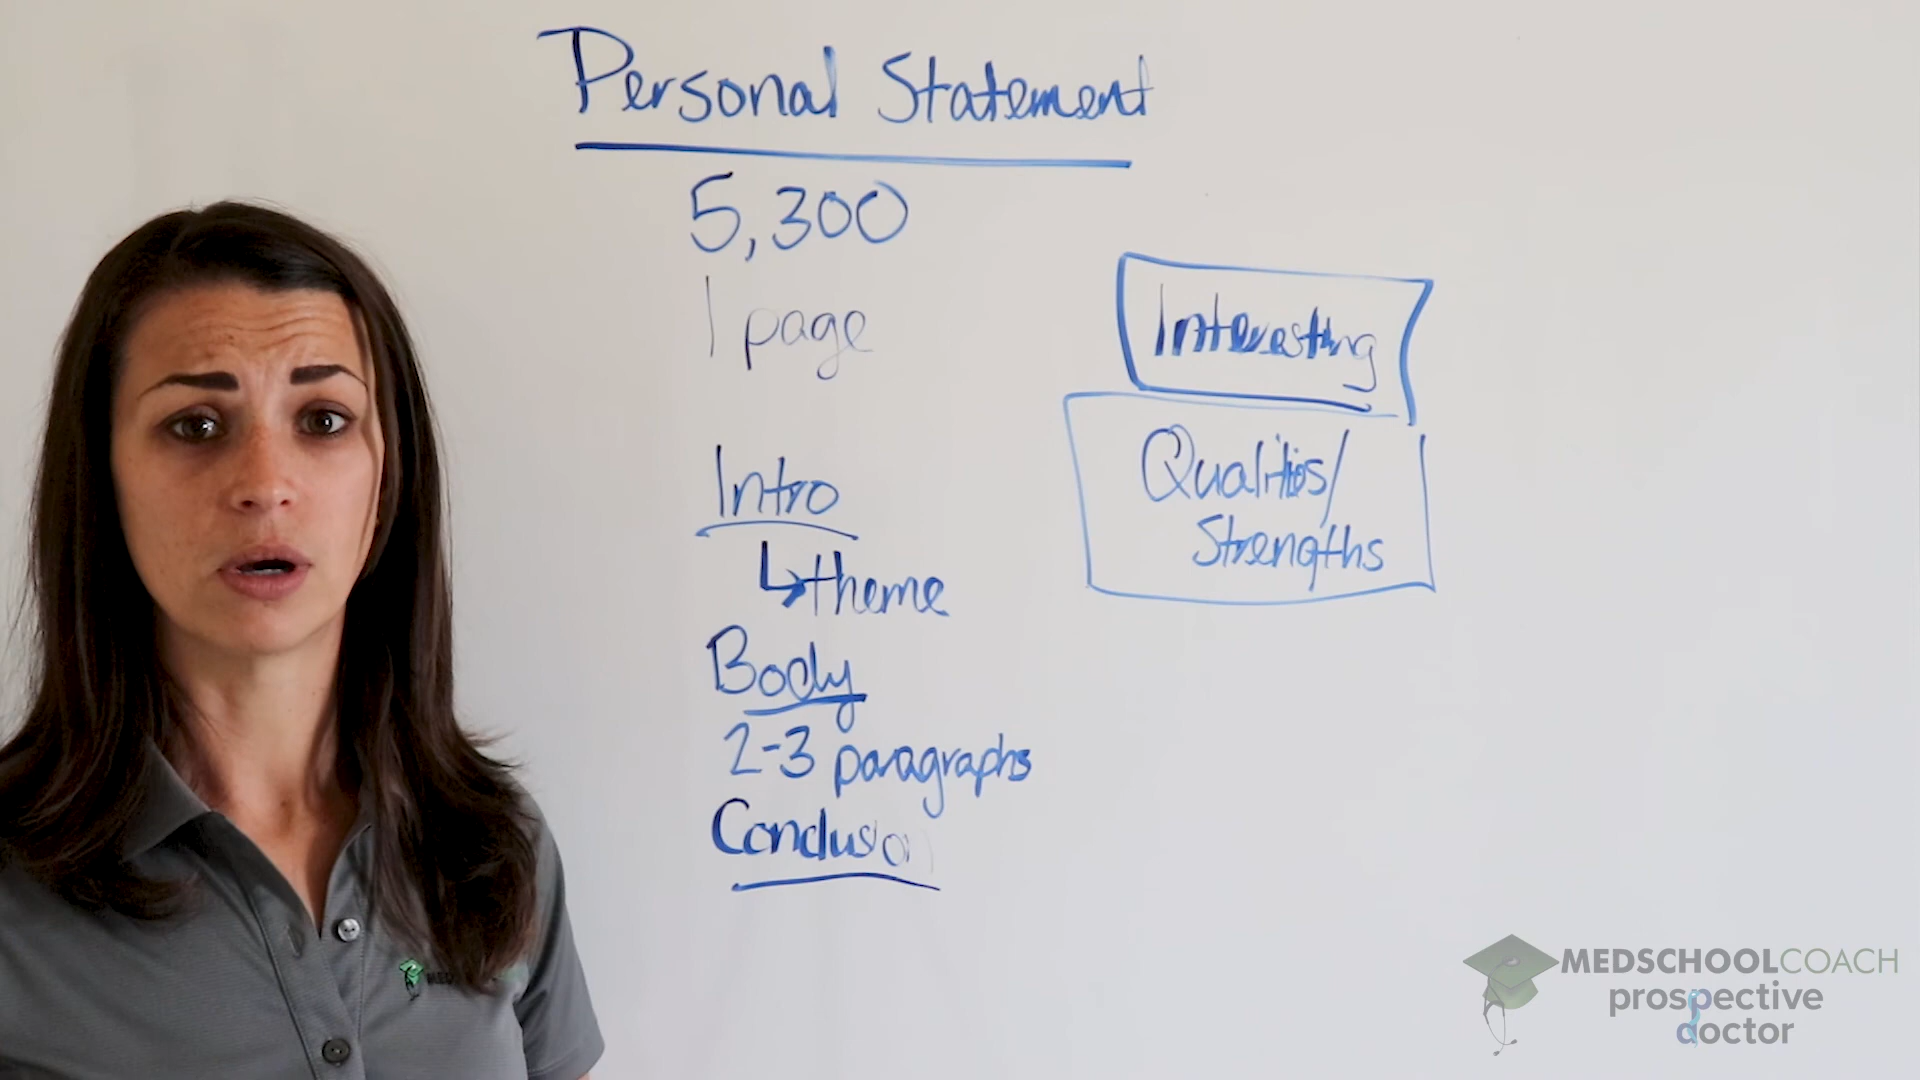 Personal Statement
5,300
1 page
Intro
↳theme
Body
2-3 paragraphs
Conclusion
Interesting
Qualities/
Strengths
MEDSCHOOLCOACH
prospective
doctor